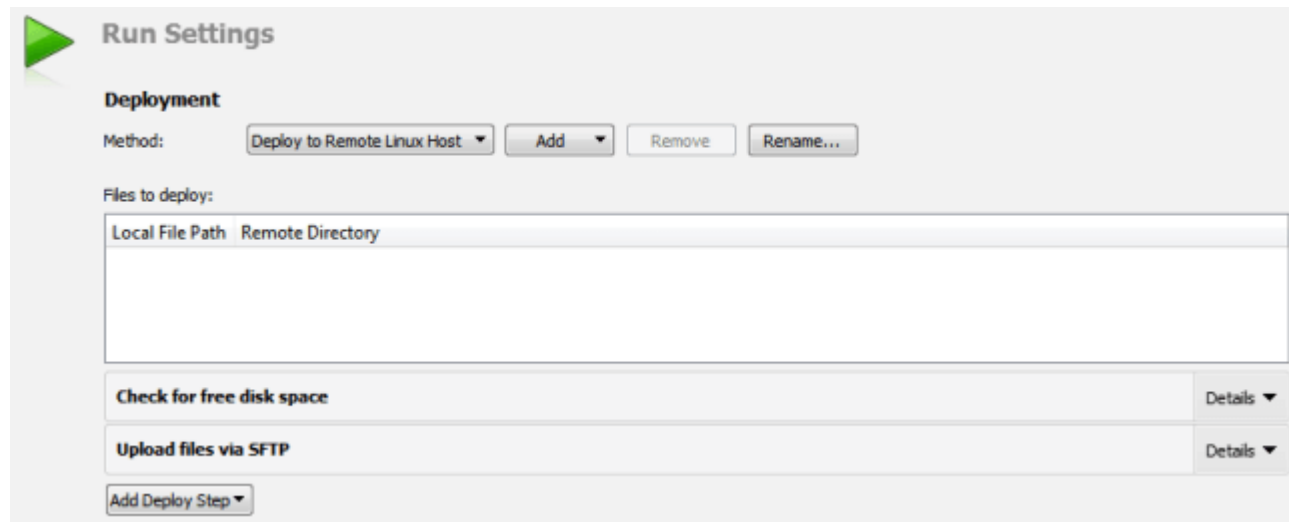 Run Settings
Deployment
Method: Deploy to Remote Linux Host Add Remove Rename...
Files to deploy:
Local File Path Remote Directory
Check for free disk space Details
Upload files via SFTP Details
Add Deploy Step